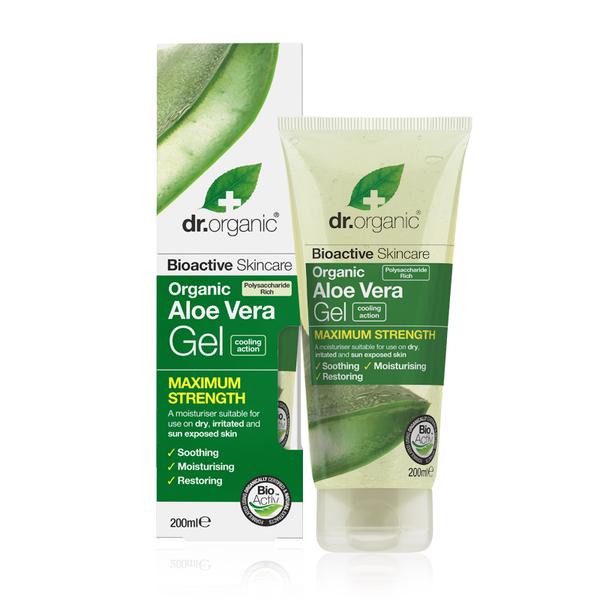 dr.organic®
Bioactive Skincare
Organic
Polysaccharide
Rich
Aloe Vera
Gel
cooling
action
MAXIMUM
STRENGTH
A moisturiser suitable for
use on dry, irritated and
sun exposed skin
✓ Soothing
✓ Moisturising
✓ Restoring
Bio
Activ™
200ml℮
dr.organic®
Bioactive Skincare
Organic
Polysaccharide
Rich
Aloe Vera
Gel
cooling
action
MAXIMUM STRENGTH
A moisturiser suitable for use on dry,
irritated and sun exposed skin
✓ Soothing ✓ Moisturising
✓ Restoring
Bio
Activ™
200ml℮